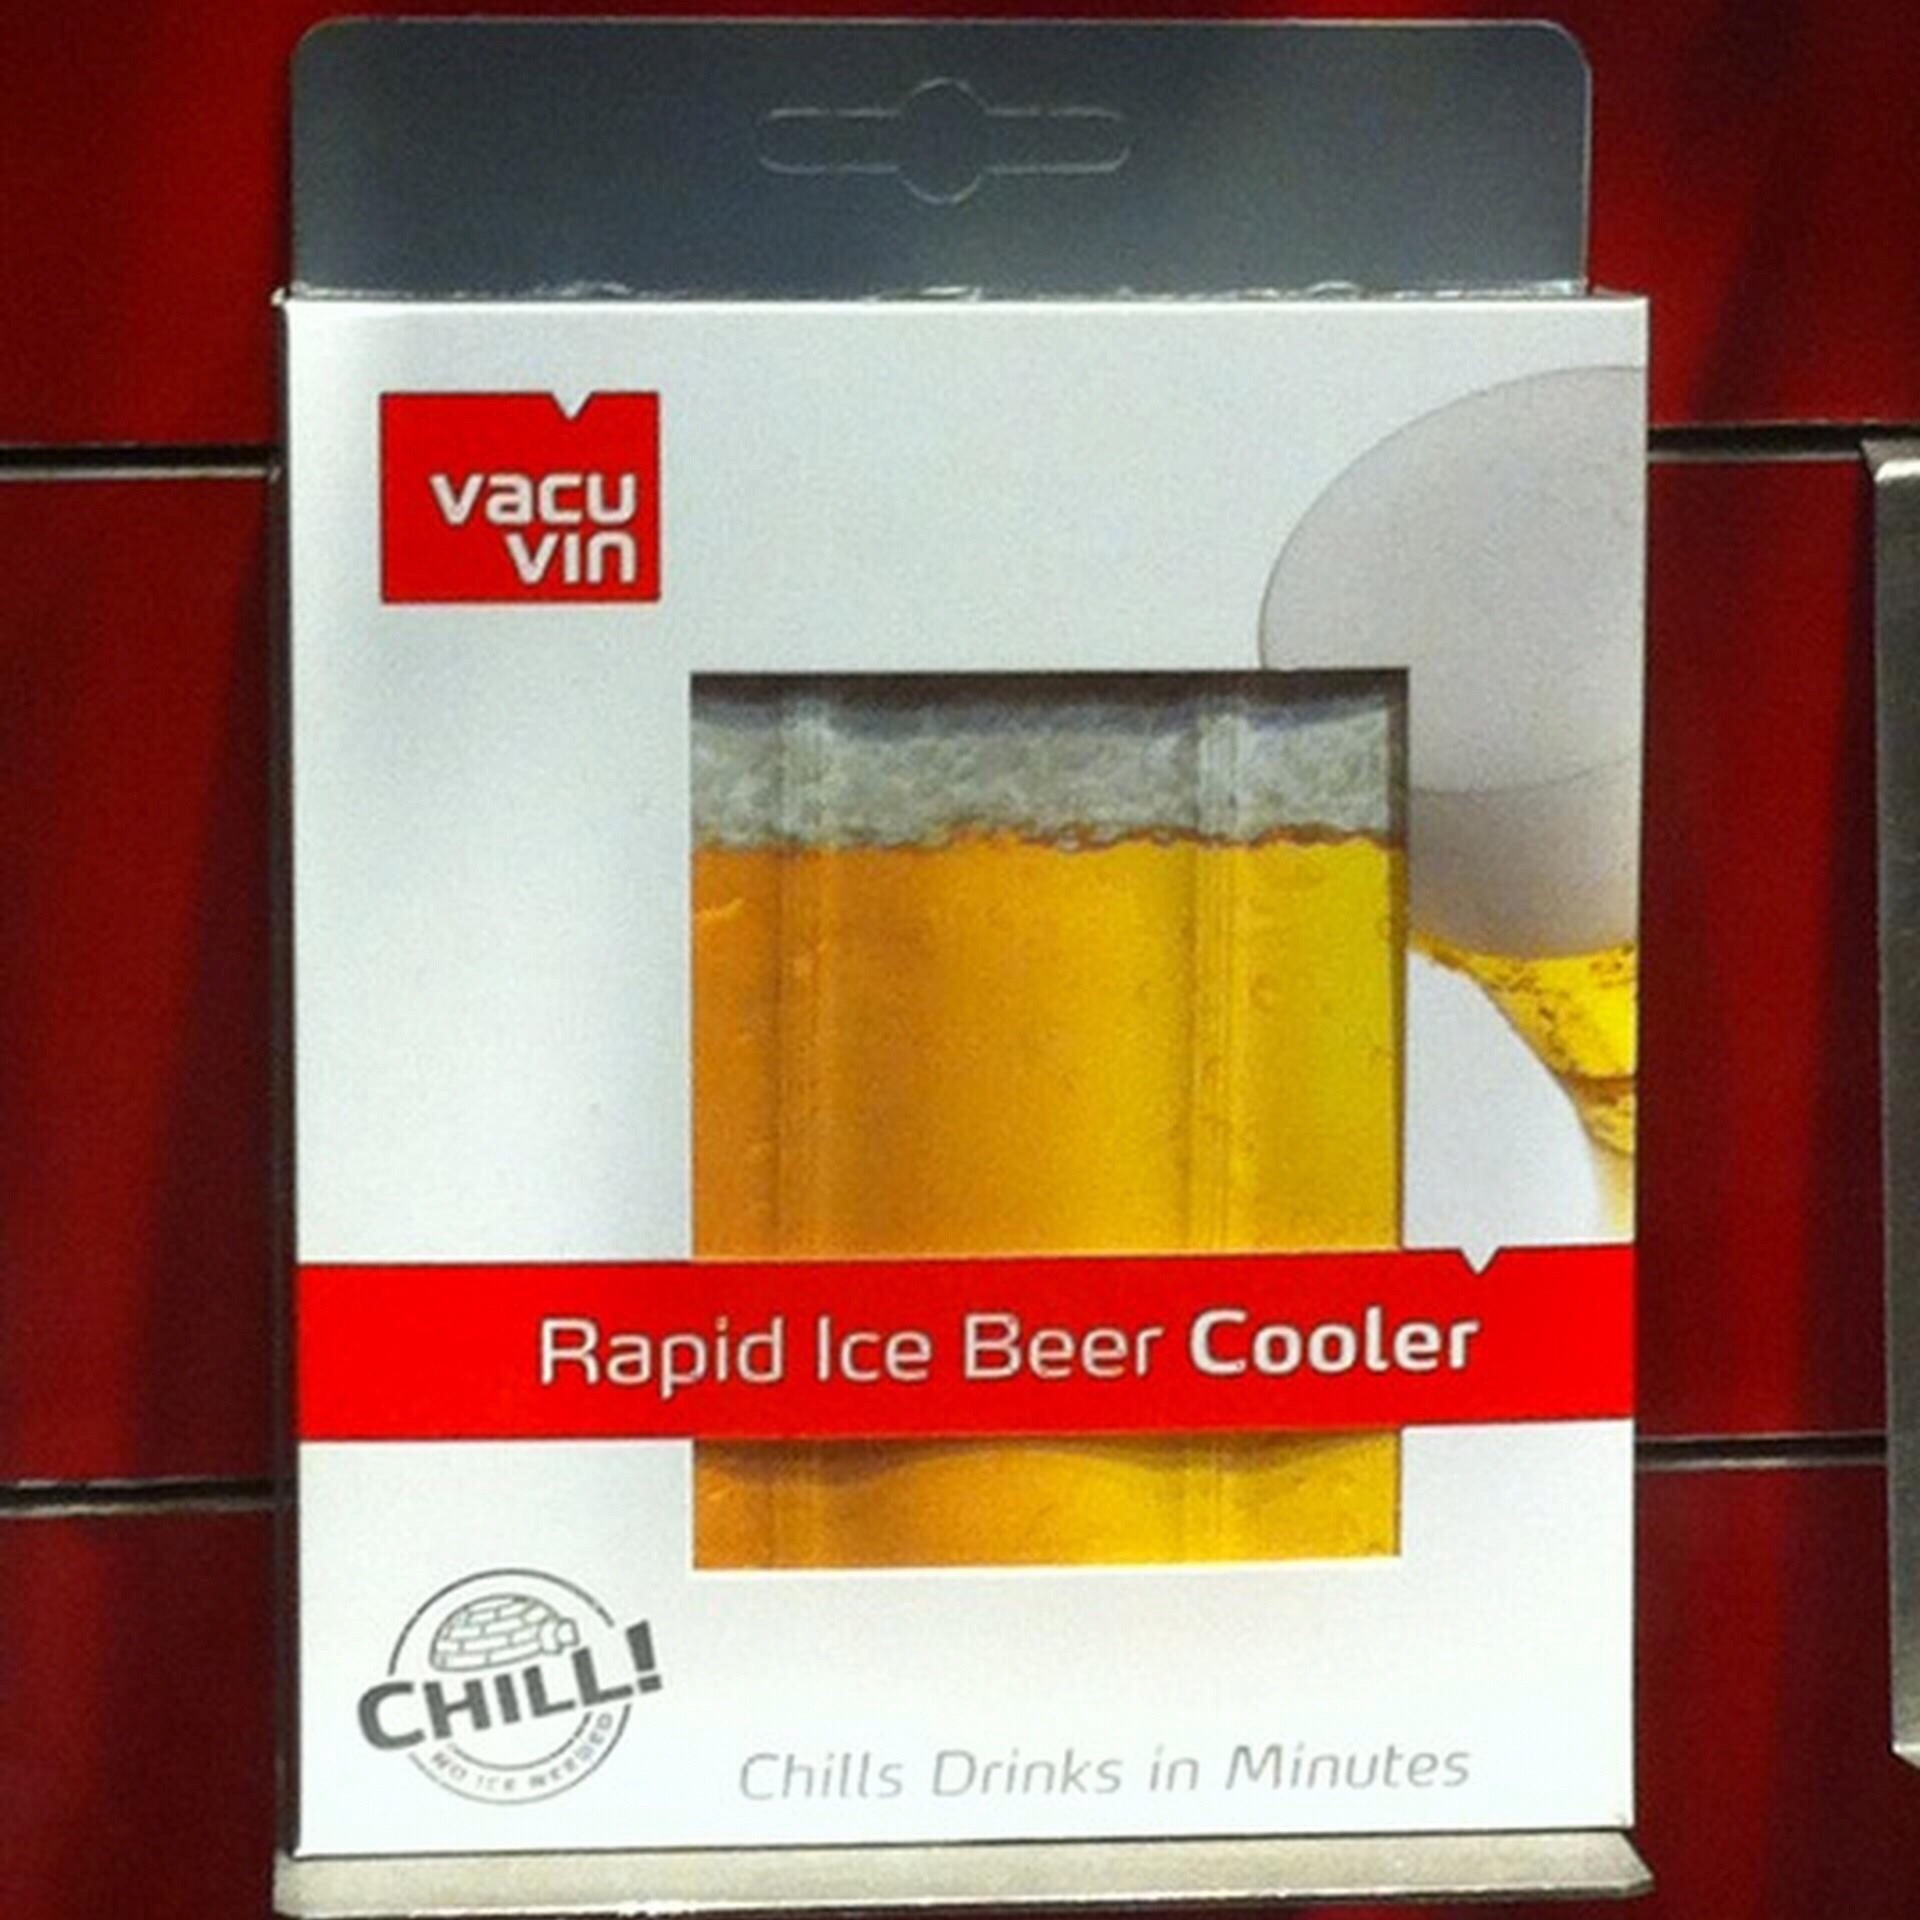 vacu
vin
Rapid Ice Beer Cooler
CHILL!
NO ICE NEEDED
Chills Drinks in Minutes